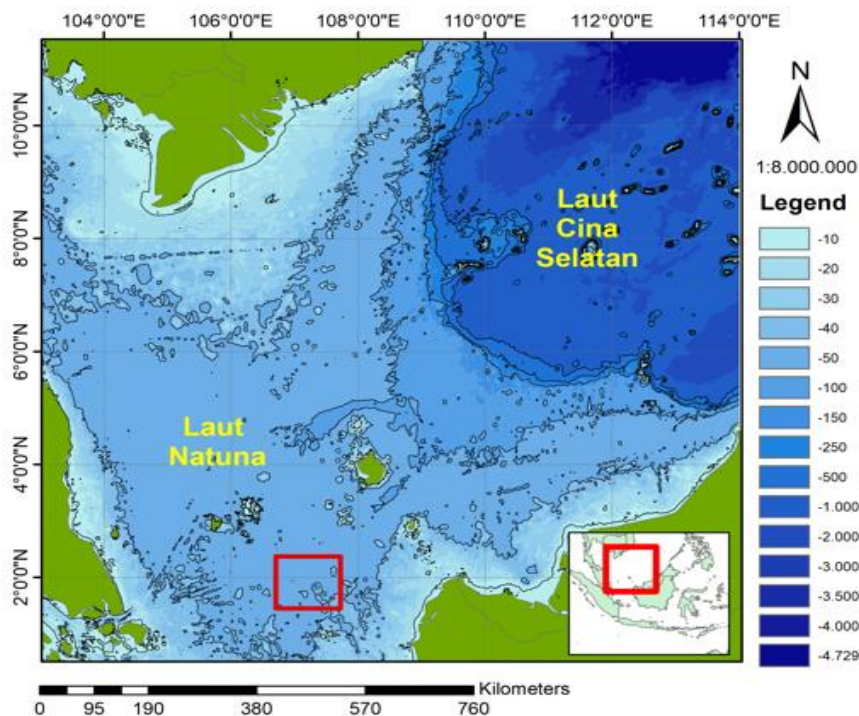 104°0'0"E 106°0'0"E 108°0'0"E 110°0'0"E 112°0'0"E 114°0'0"E
N
10°0'0"N
1:8.000.000
Laut
Cina
Selatan
Legend
8°0'0"N
-10
-20
-30
-40
-50
-100
-150
-250
-500
-1.000
-2.000
-3.000
-3.500
-4.000
-4.729
6°0'0"N
Laut
Natuna
4°0'0"N
2°0'0"N
Kilometers
0 95 190 380 570 760